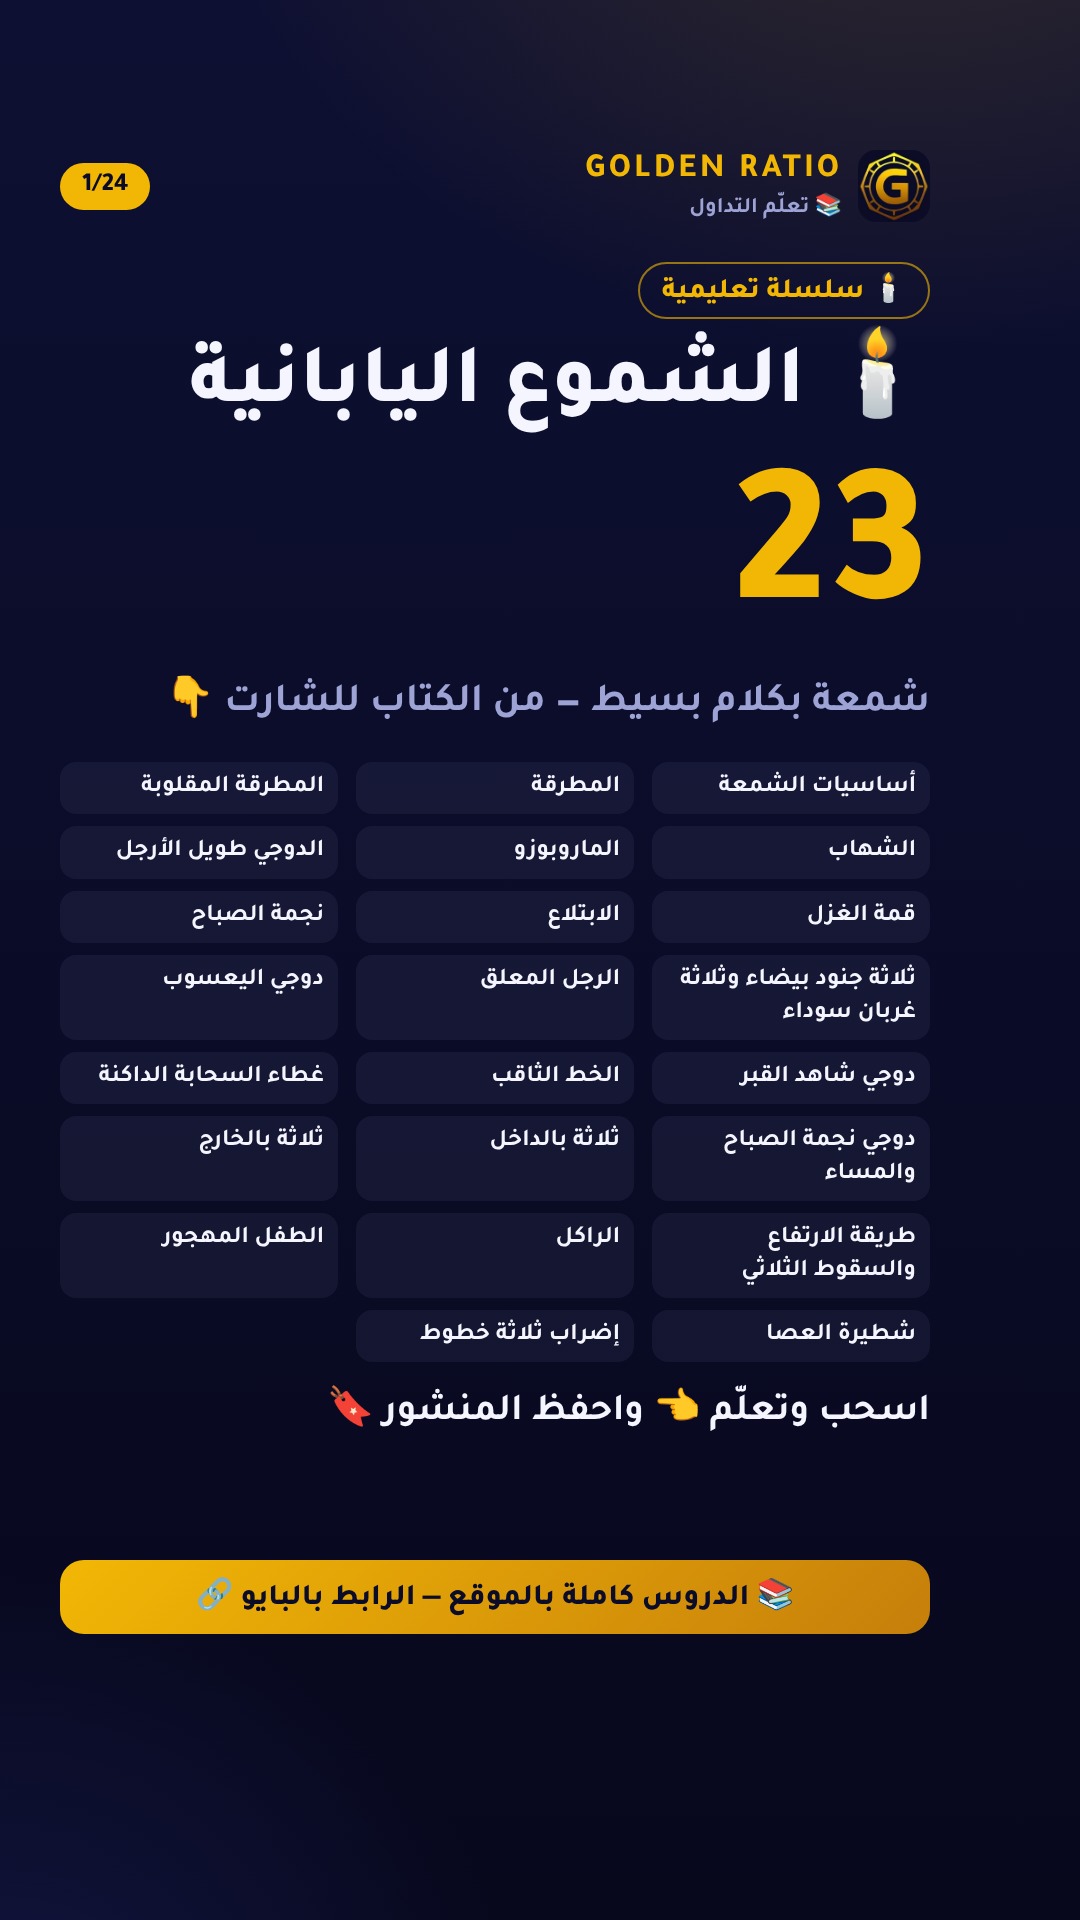 GOLDEN RATIO
📚 تعلّم التداول
1/24
🕯️ سلسلة تعليمية
🕯️ الشموع اليابانية
23
شمعة بكلام بسيط — من الكتاب للشارت 👇
أساسيات الشمعة
المطرقة
المطرقة المقلوبة
الشهاب
الماروبوزو
الدوجي طويل الأرجل
قمة الغزل
الابتلاع
نجمة الصباح
ثلاثة جنود بيضاء وثلاثة
غربان سوداء
الرجل المعلق
دوجي اليعسوب
دوجي شاهد القبر
الخط الثاقب
غطاء السحابة الداكنة
دوجي نجمة الصباح
والمساء
ثلاثة بالداخل
ثلاثة بالخارج
طريقة الارتفاع
والسقوط الثلاثي
الراكل
الطفل المهجور
شطيرة العصا
إضراب ثلاثة خطوط
اسحب وتعلّم 👈 واحفظ المنشور 🔖
📚 الدروس كاملة بالموقع — الرابط بالبايو 🔗